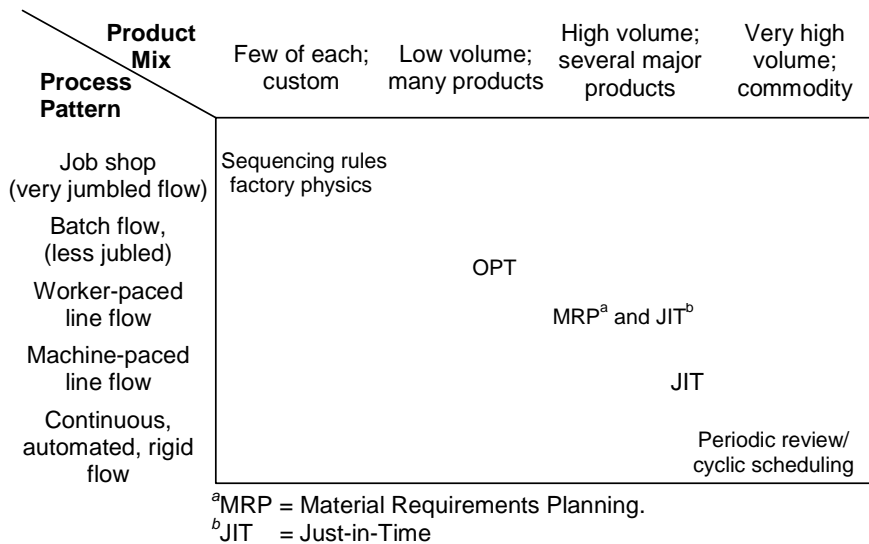 Product
Mix
Process
Pattern
Few of each;
custom
Low volume;
many products
High volume;
several major
products
Very high
volume;
commodity
Job shop
(very jumbled flow)
Sequencing rules
factory physics
Batch flow,
(less jubled)
OPT
Worker-paced
line flow
MRPᵃ and JITᵇ
Machine-paced
line flow
JIT
Continuous,
automated, rigid
flow
Periodic review/
cyclic scheduling
ᵃMRP = Material Requirements Planning.
ᵇJIT = Just-in-Time